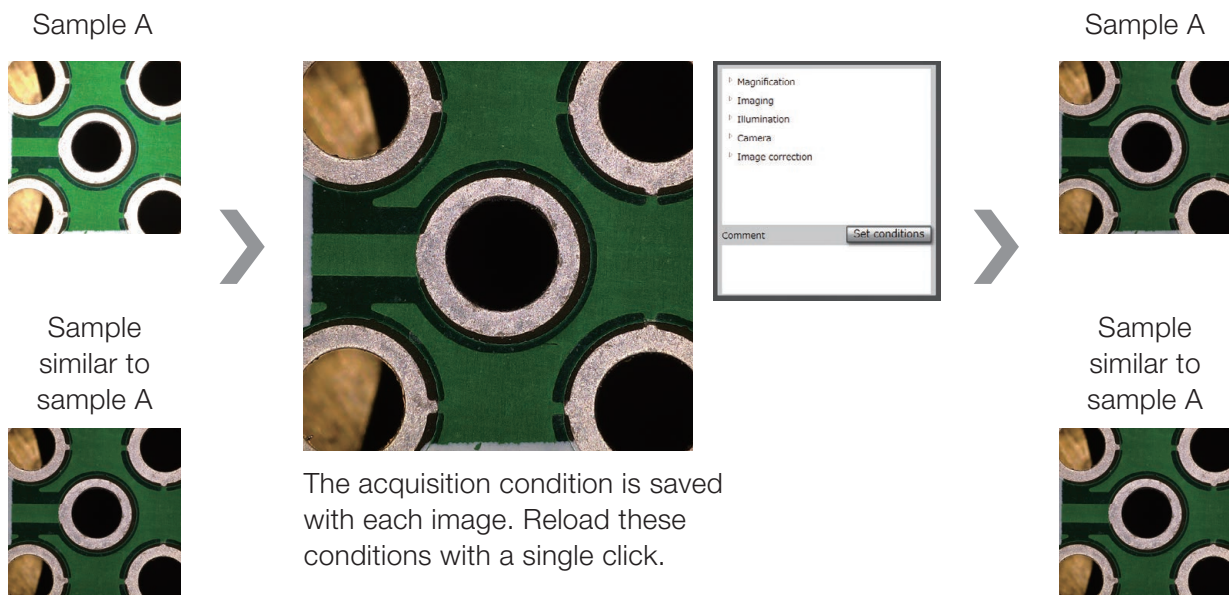 Sample A
Sample
similar to
sample A
The acquisition condition is saved
with each image. Reload these
conditions with a single click.
Magnification
Imaging
Illumination
Camera
Image correction
Comment
Set conditions
Sample A
Sample
similar to
sample A